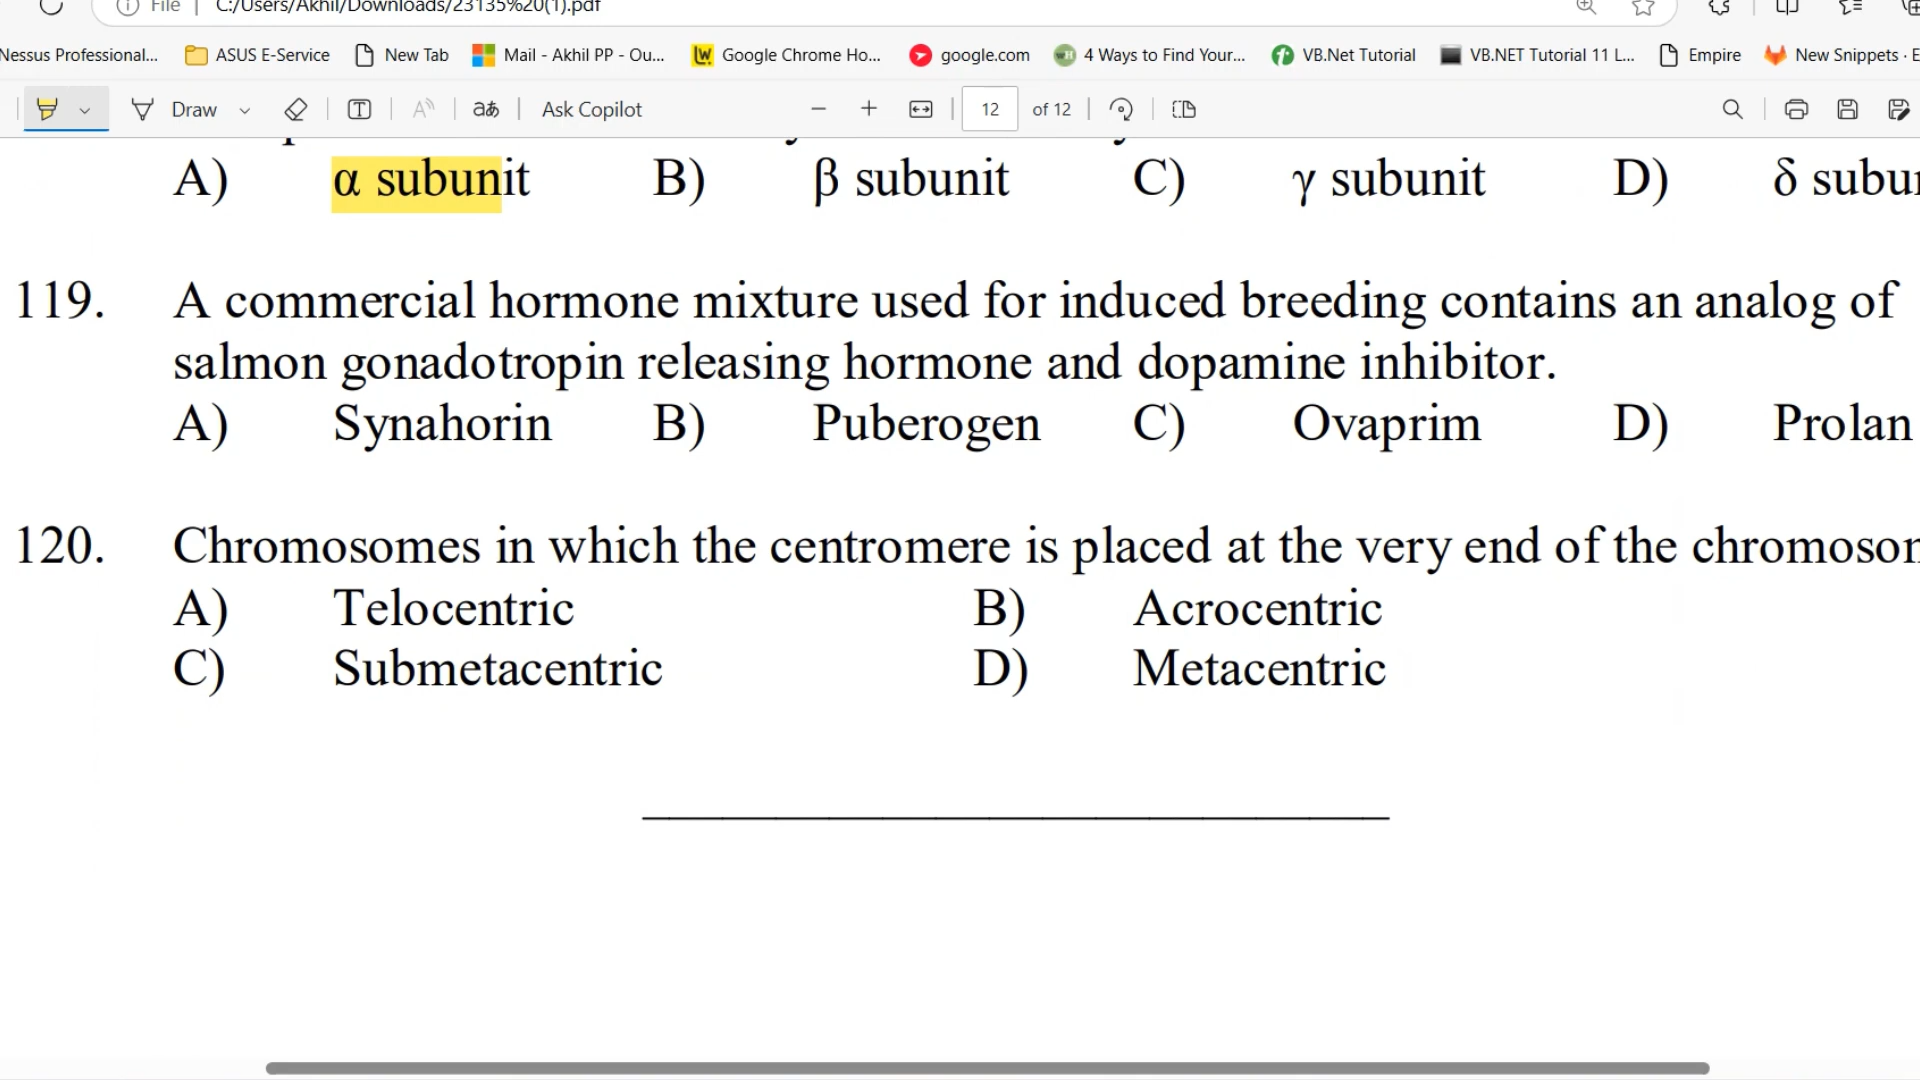 File C:/Users/Akhil/Downloads/23135%20(1).pdf
Nessus Professional... ASUS E-Service New Tab Mail - Akhil PP - Ou... Google Chrome Ho... google.com 4 Ways to Find Your... VB.Net Tutorial VB.NET Tutorial 11 L... Empire New Snippets · E
Draw Ask Copilot 12 of 12
A) α subunit B) β subunit C) γ subunit D) δ
119. A commercial hormone mixture used for induced breeding contains an analog of
salmon gonadotropin releasing hormone and dopamine inhibitor.
A) Synahorin B) Puberogen C) Ovaprim D) Prolan
120. Chromosomes in which the centromere is placed at the very end of the
A) Telocentric B) Acrocentric
C) Submetacentric D) Metacentric